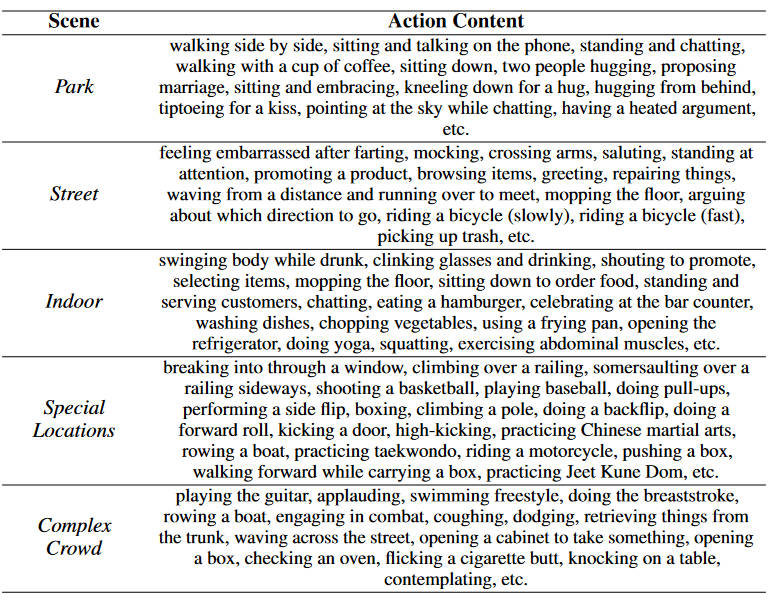 Scene Action Content
walking side by side, sitting and talking on the phone, standing and chatting,
walking with a cup of coffee, sitting down, two people hugging, proposing
Park marriage, sitting and embracing, kneeling down for a hug, hugging from behind,
tiptoeing for a kiss, pointing at the sky while chatting, having a heated argument,
etc.
feeling embarrassed after farting, mocking, crossing arms, saluting, standing at
attention, promoting a product, browsing items, greeting, repairing things,
Street waving from a distance and running over to meet, mopping the floor, arguing
about which direction to go, riding a bicycle (slowly), riding a bicycle (fast),
picking up trash, etc.
swinging body while drunk, clinking glasses and drinking, shouting to promote,
selecting items, mopping the floor, sitting down to order food, standing and
Indoor serving customers, chatting, eating a hamburger, celebrating at the bar counter,
washing dishes, chopping vegetables, using a frying pan, opening the
refrigerator, doing yoga, squatting, exercising abdominal muscles, etc.
breaking into through a window, climbing over a railing, somersaulting over a
railing sideways, shooting a basketball, playing baseball, doing pull-ups,
Special performing a side flip, boxing, climbing a pole, doing a backflip, doing a
Locations forward roll, kicking a door, high-kicking, practicing Chinese martial arts,
rowing a boat, practicing taekwondo, riding a motorcycle, pushing a box,
walking forward while carrying a box, practicing Jeet Kune Dom, etc.
playing the guitar, applauding, swimming freestyle, doing the breaststroke,
Complex rowing a boat, engaging in combat, coughing, dodging, retrieving things from
Crowd the trunk, waving across the street, opening a cabinet to take something, opening
a box, checking an oven, flicking a cigarette butt, knocking on a table,
contemplating, etc.